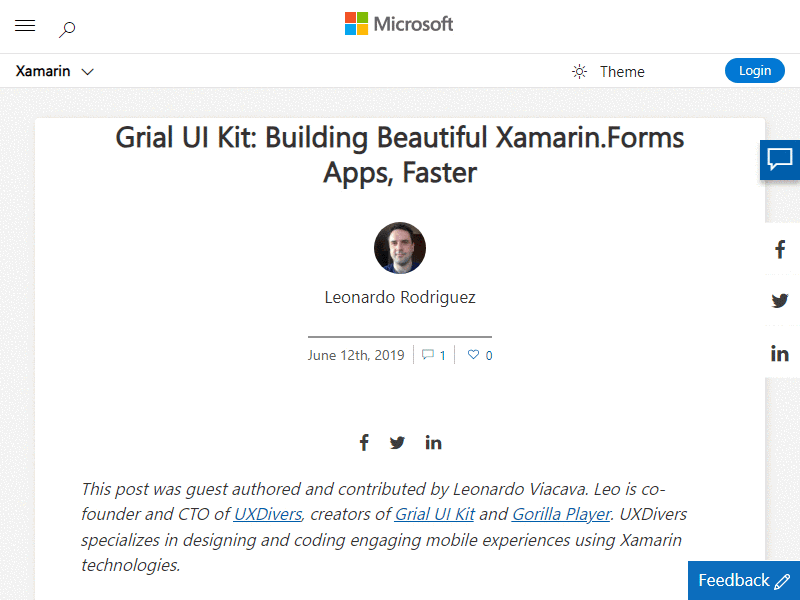 Microsoft
Xamarin
Theme
Login
Grial UI Kit: Building Beautiful Xamarin.Forms
Apps, Faster
Leonardo Rodriguez
June 12th, 2019
1
0
This post was guest authored and contributed by Leonardo Viacava. Leo is co-
founder and CTO of UXDivers, creators of Grial UI Kit and Gorilla Player. UXDivers
specializes in designing and coding engaging mobile experiences using Xamarin
technologies.
Feedback